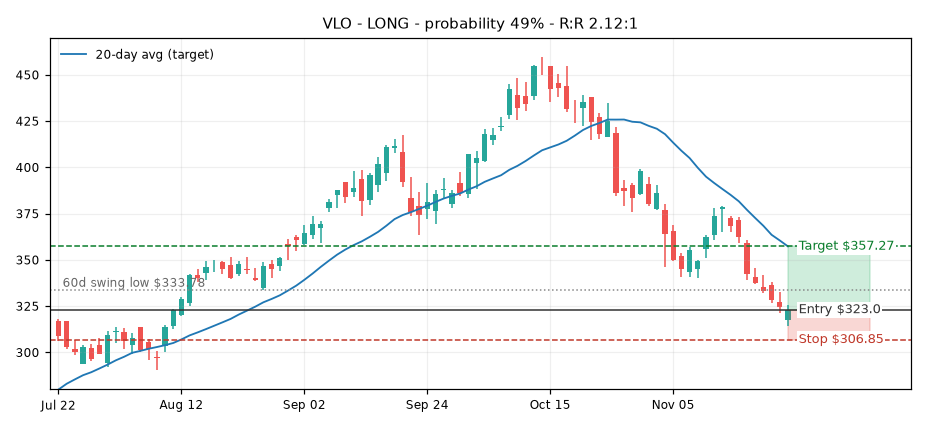 VLO - LONG - probability 49% - R:R 2.12:1
20-day avg (target)
450
425
400
375
350
325
300
60d swing low $333.78
Target $357.27
Entry $323.0
Stop $306.85
Jul 22
Aug 12
Sep 02
Sep 24
Oct 15
Nov 05